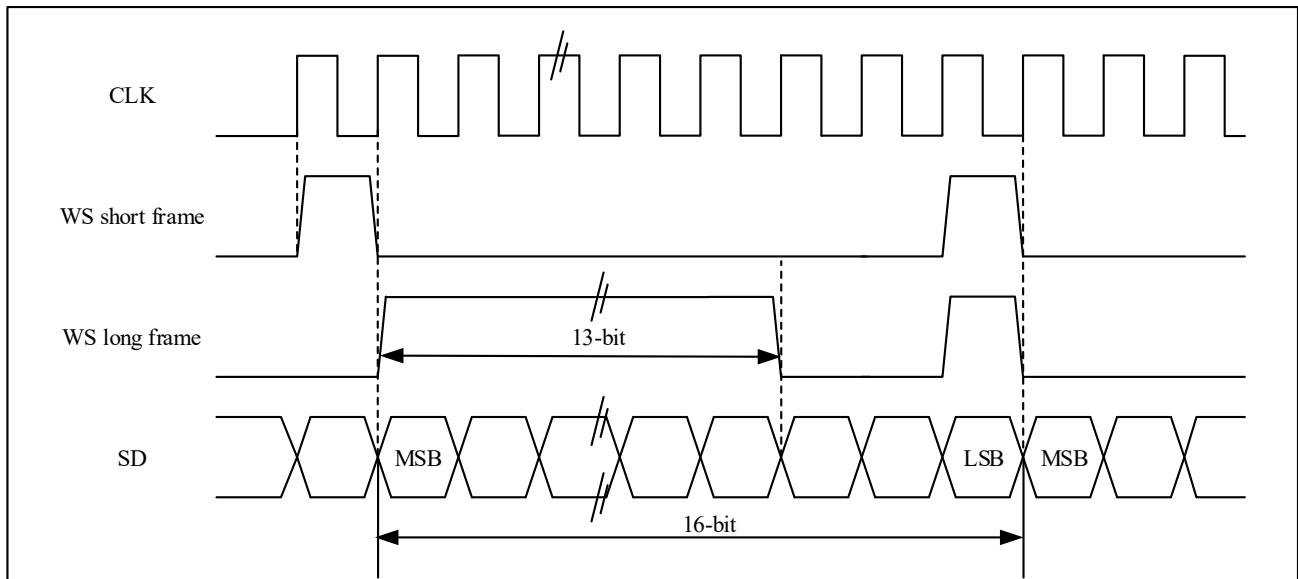 CLK
WS short frame
WS long frame
13-bit
SD
MSB
LSB
MSB
16-bit